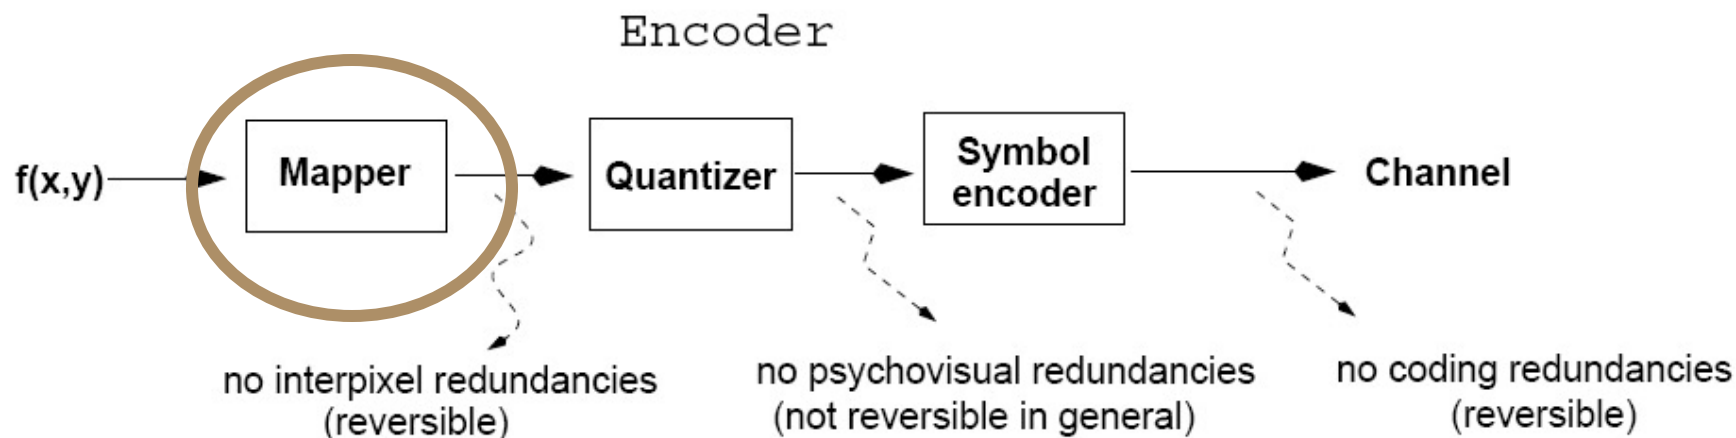 Encoder
f(x,y)
Mapper
Quantizer
Symbol
encoder
Channel
no interpixel redundancies
(reversible)
no psychovisual redundancies
(not reversible in general)
no coding redundancies
(reversible)